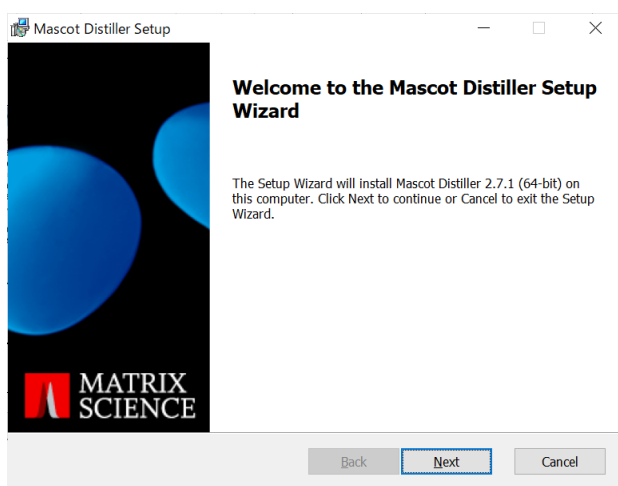 Mascot Distiller Setup
Welcome to the Mascot Distiller Setup
Wizard
The Setup Wizard will install Mascot Distiller 2.7.1 (64-bit) on
this computer. Click Next to continue or Cancel to exit the Setup
Wizard.
MATRIX
SCIENCE
Back Next Cancel